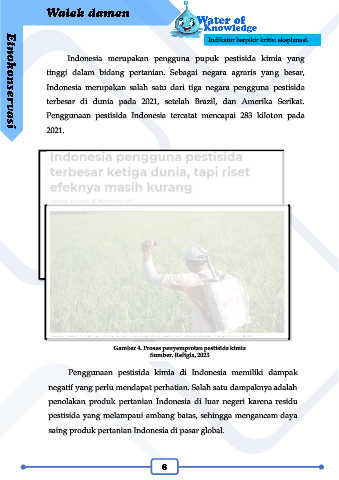 Walek damen
Water of
Knowledge
Indikator berpikir kritis: eksplanasi
Etnokonservasi
Indonesia merupakan pengguna pupuk pestisida kimia yang
tinggi dalam bidang pertanian. Sebagai negara agraris yang besar,
Indonesia merupakan salah satu dari tiga negara pengguna pestisida
terbesar di dunia pada 2021, setelah Brazil, dan Amerika Serikat.
Penggunaan pestisida Indonesia tercatat mencapai 283 kiloton pada
2021.
Indonesia pengguna pestisida
terbesar ketiga dunia, tapi riset
efeknya masih kurang
Gambar 4. Proses penyemprotan pestisida kimia
Sumber. Religia, 2023
Penggunaan pestisida kimia di Indonesia memiliki dampak
negatif yang perlu mendapat perhatian. Salah satu dampaknya adalah
penolakan produk pertanian Indonesia di luar negeri karena residu
pestisida yang melampaui ambang batas, sehingga mengancam daya
saing produk pertanian Indonesia di pasar global.
6